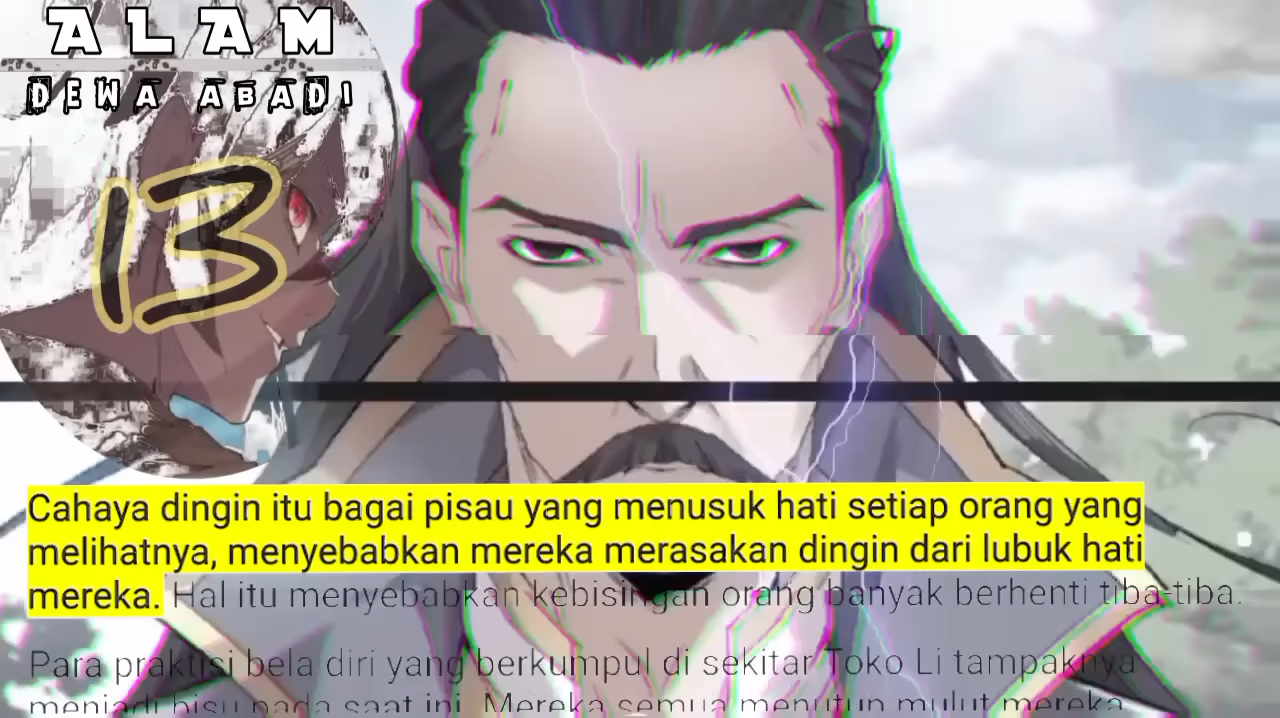 ALAM
DEWA ABADI
13
Cahaya dingin itu bagai pisau yang menusuk hati setiap orang yang
melihatnya, menyebabkan mereka merasakan dingin dari lubuk hati
mereka. Hal itu menyebabkan kebisingan orang banyak berhenti tiba-tiba.
Para praktisi bela diri yang berkumpul di sekitar Toko Li tampaknya
menjadi bisu pada saat ini. Mereka semua menutup mulut mereka